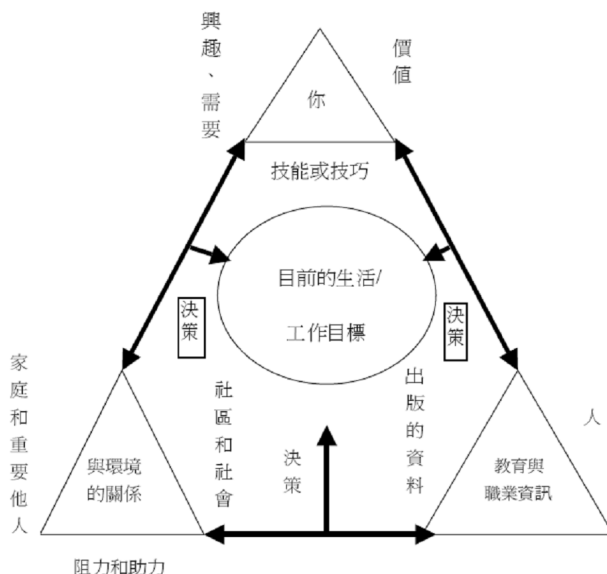 興趣、需要
價值
你
技能或技巧
目前的生活/
工作目標
決策
決策
家庭和重要他人
社區和社會
決策
出版的資料
人
與環境
的關係
教育與
職業資訊
阻力和助力